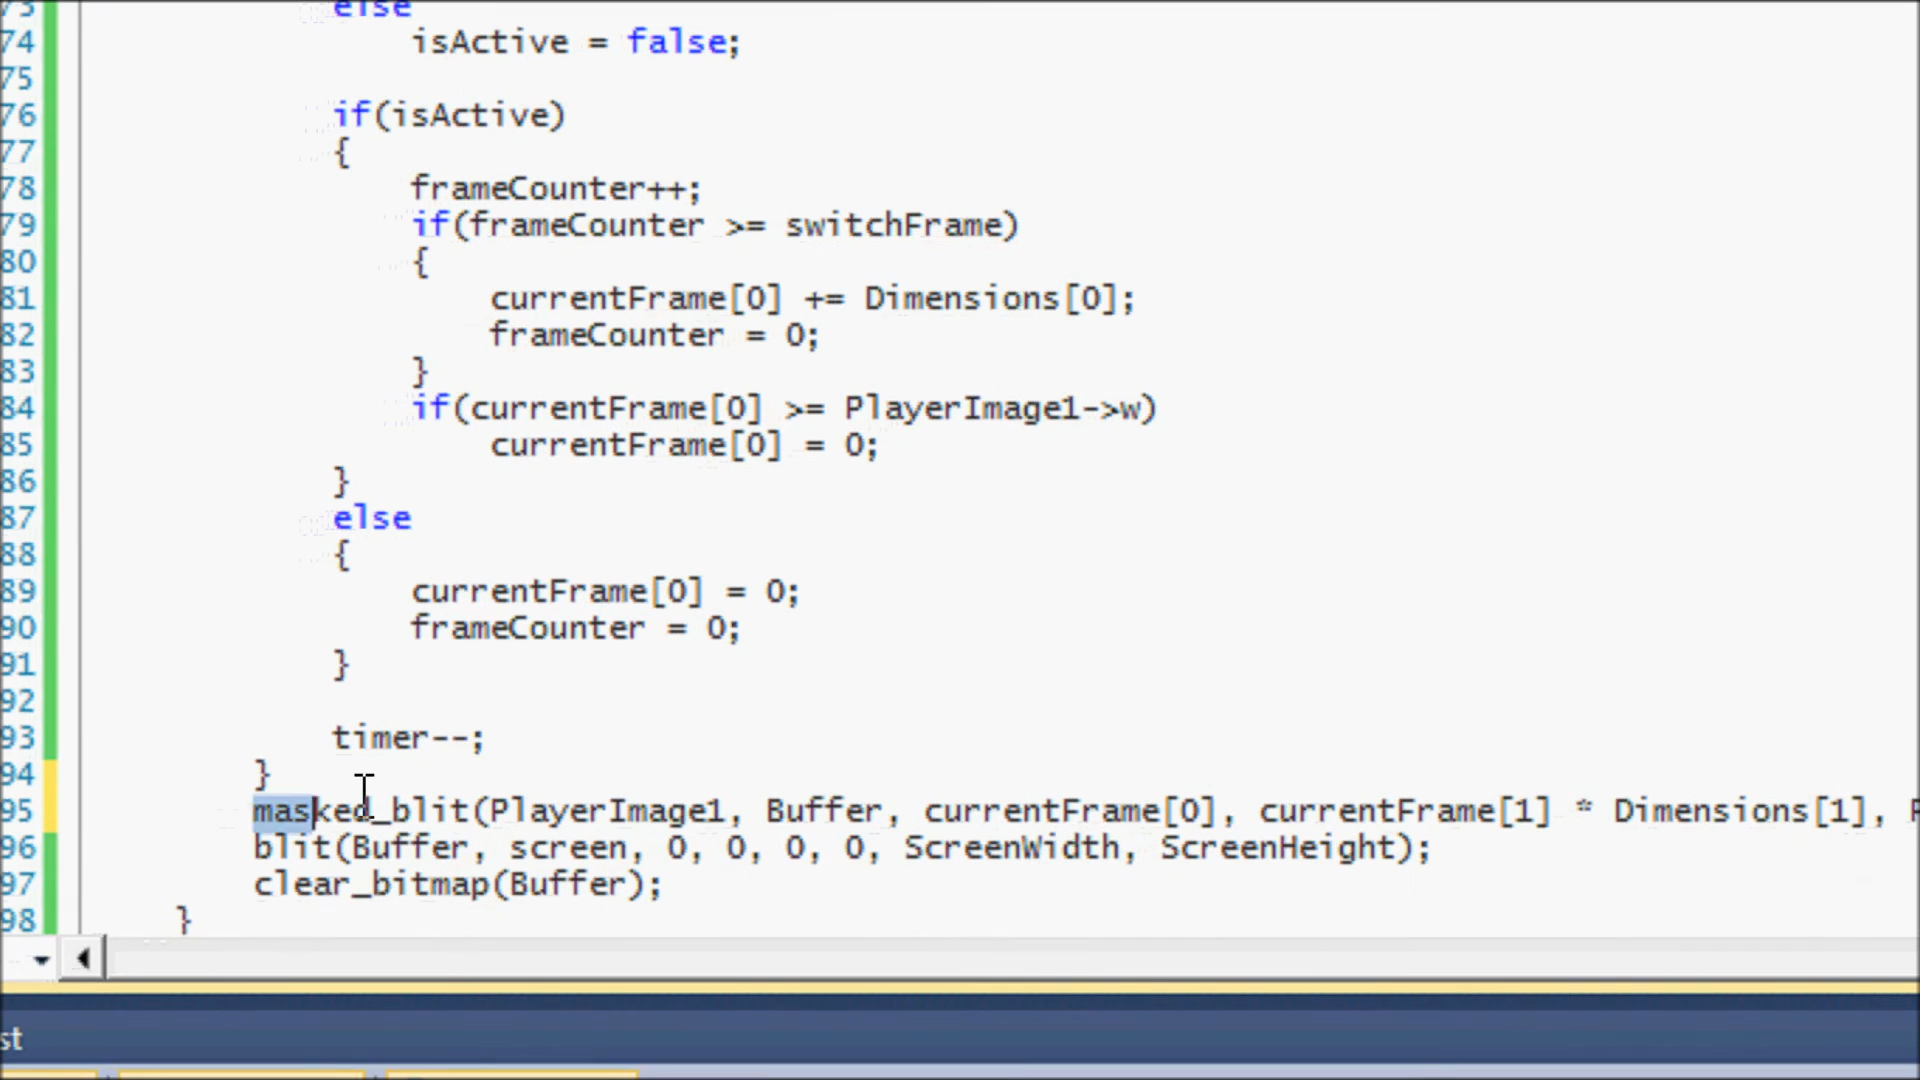 73 else
74 isActive = false;
75
76 if(isActive)
77 {
78 frameCounter++;
79 if(frameCounter >= switchFrame)
80 {
81 currentFrame[0] += Dimensions[0];
82 frameCounter = 0;
83 }
84 if(currentFrame[0] >= PlayerImage1->w)
85 currentFrame[0] = 0;
86 }
87 else
88 {
89 currentFrame[0] = 0;
90 frameCounter = 0;
91 }
92
93 timer--;
94 }
95 masked_blit(PlayerImage1, Buffer, currentFrame[0], currentFrame[1] * Dimensions[1],
96 blit(Buffer, screen, 0, 0, 0, 0, ScreenWidth, ScreenHeight);
97 clear_bitmap(Buffer);
98 }
st